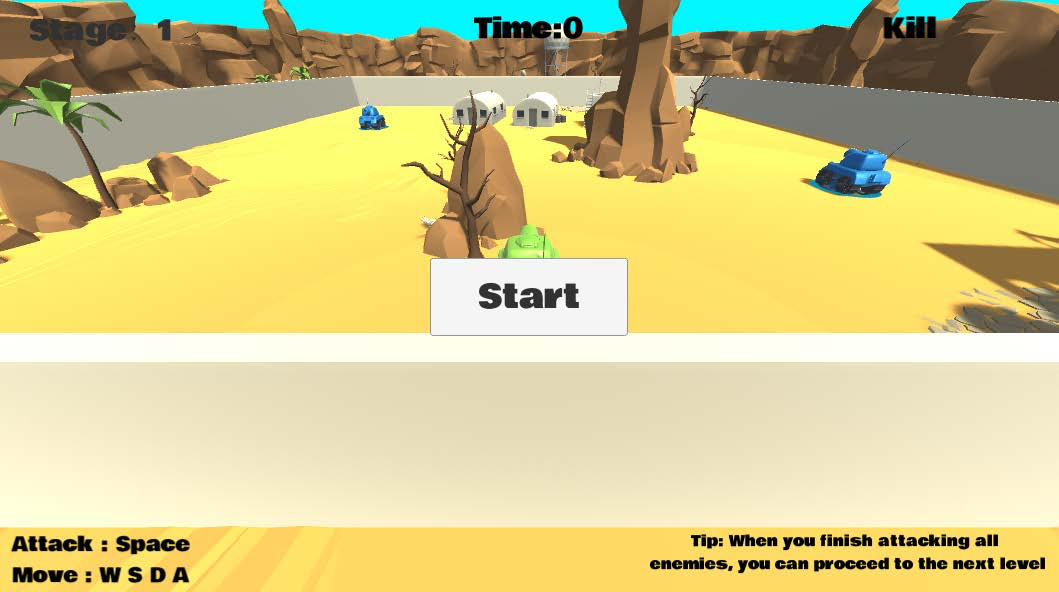 Stage 1
Time:0
Kill
Start
Attack : Space
Move : W S D A
Tip: When you finish attacking all
enemies, you can proceed to the next level